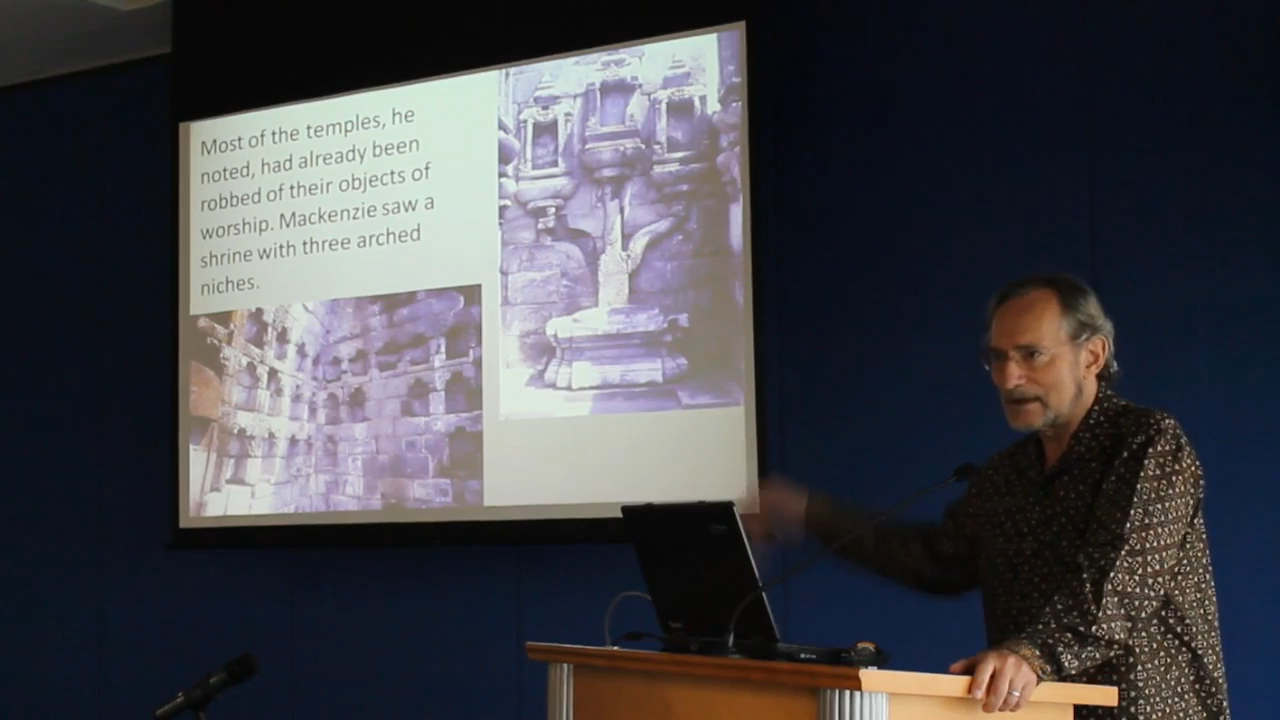 Most of the temples, he
noted, had already been
robbed of their objects of
worship. Mackenzie saw a
shrine with three arched
niches.